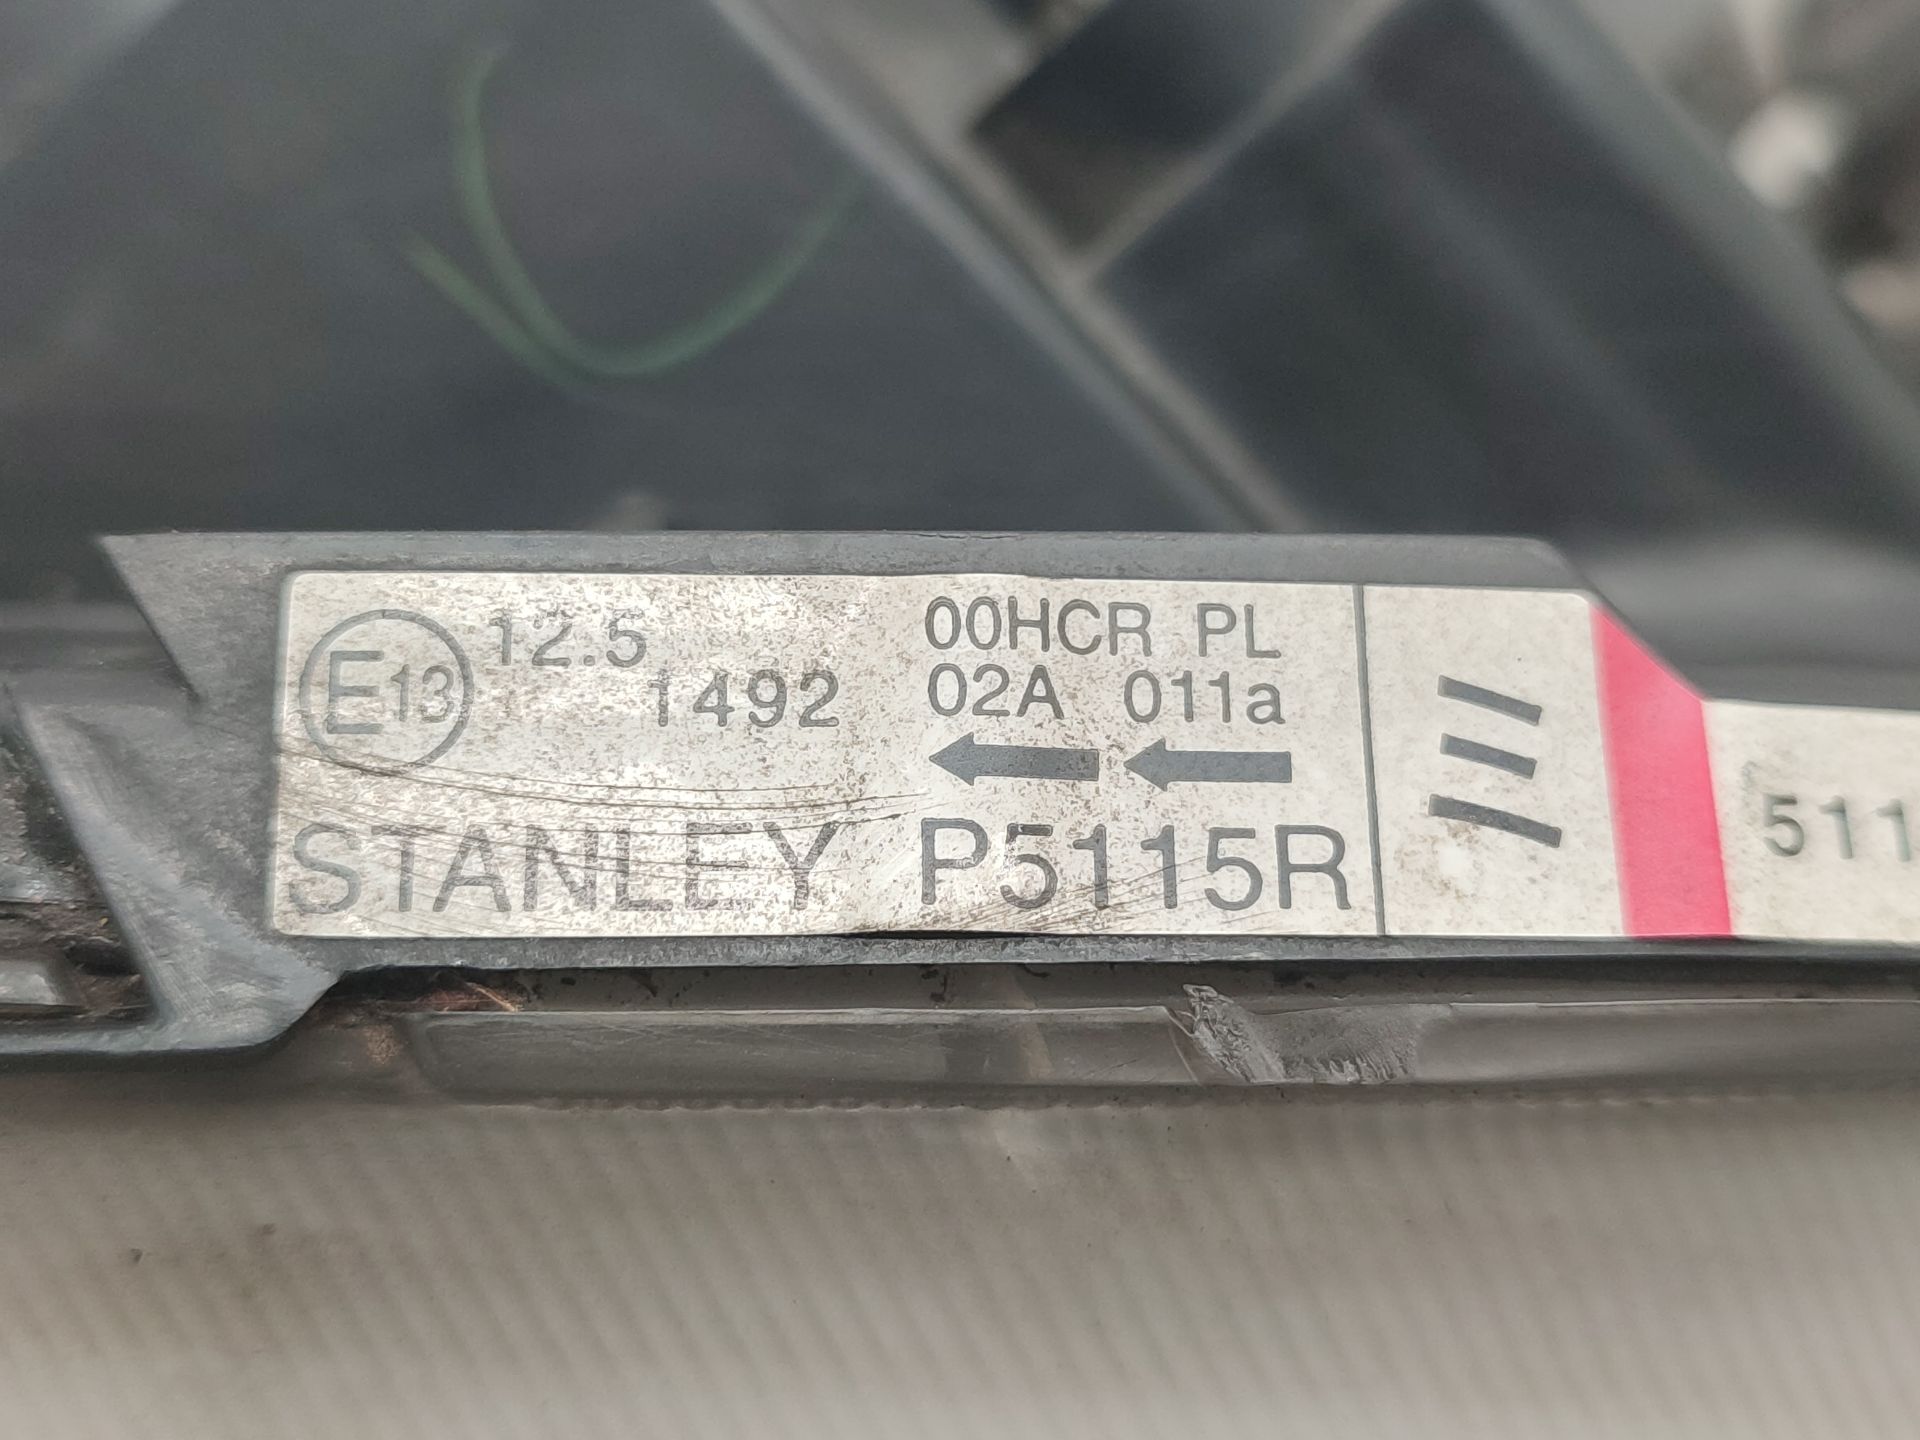 E13 12.5 00HCR PL
1492 02A 011a
STANLEY P5115R
511